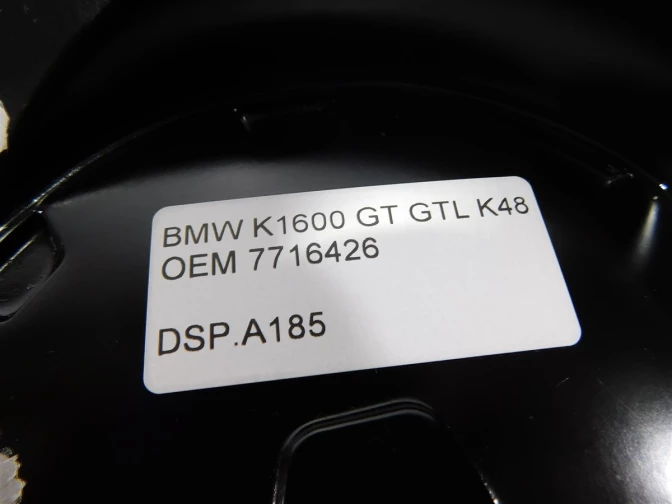 BMW K1600 GT GTL K48
OEM 7716426
DSP.A185